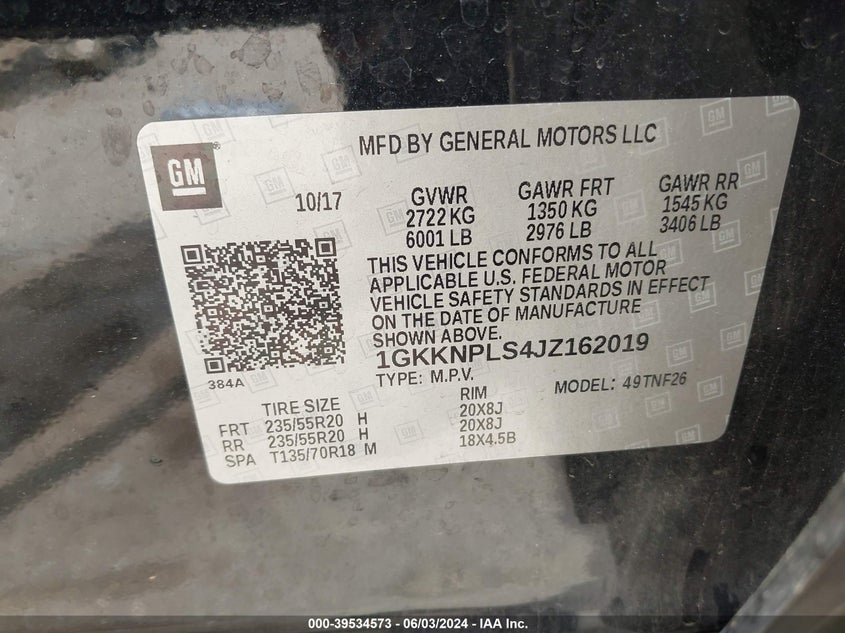 MFD BY GENERAL MOTORS LLC
GM
10/17
GVWR
2722 KG
6001 LB
GAWR FRT
1350 KG
2976 LB
GAWR RR
1545 KG
3406 LB
THIS VEHICLE CONFORMS TO ALL
APPLICABLE U.S. FEDERAL MOTOR
VEHICLE SAFETY STANDARDS IN EFFECT
ON THE DATE OF MANUFACTURE
SHOWN ABOVE.
1GKKNPLS4JZ162019
TYPE: M.P.V.
MODEL: 49TNF26
384A
TIRE SIZE
RIM
FRT 235/55R20 H 20X8J
RR 235/55R20 H 20X8J
SPA T135/70R18 M 18X4.5B
000-39534573 - 06/03/2024 - Copart, Inc.